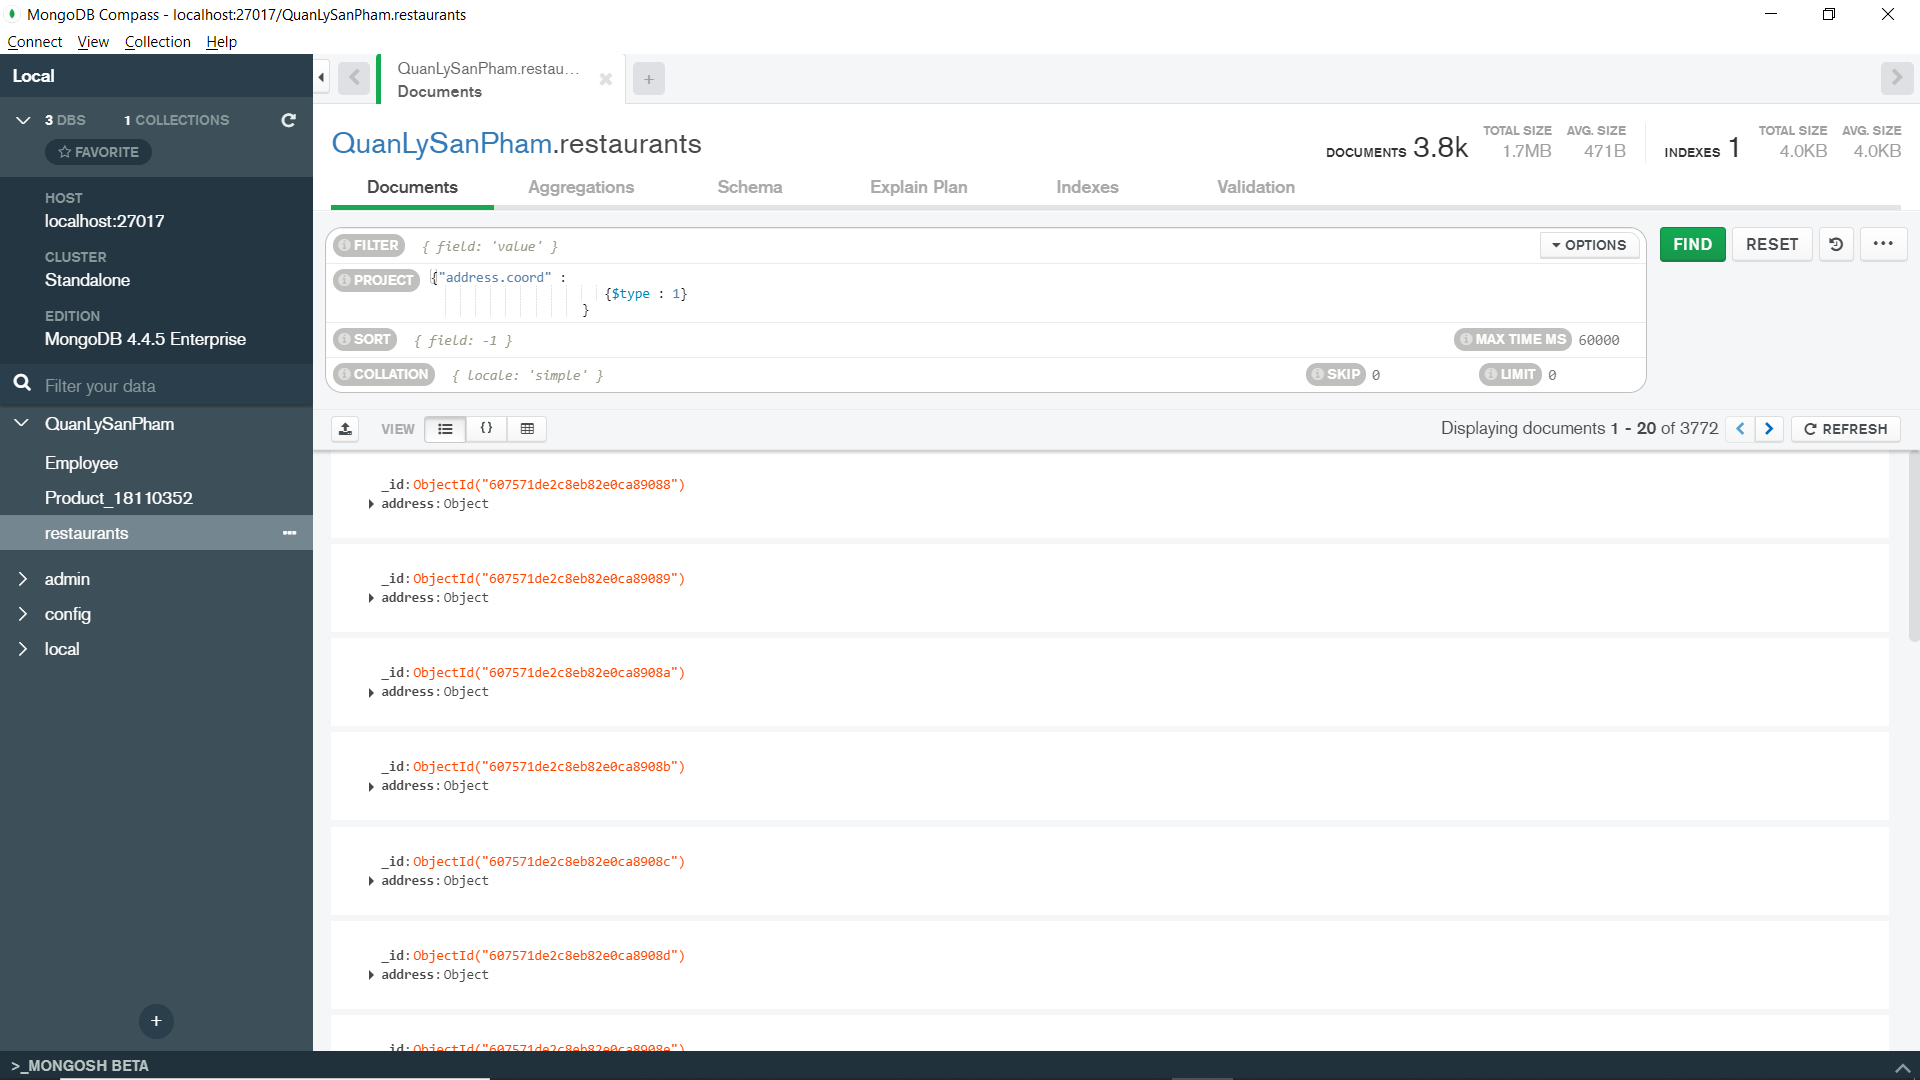 MongoDB Compass - localhost:27017/QuanLySanPham.restaurants
Connect View Collection Help
Local
3 DBS 1 COLLECTIONS
FAVORITE
HOST
localhost:27017
CLUSTER
Standalone
EDITION
MongoDB 4.4.5 Enterprise
Filter your data
QuanLySanPham
Employee
Product_18110352
restaurants
admin
config
local
QuanLySanPham.restau...
Documents
QuanLySanPham.restaurants
DOCUMENTS 3.8k
TOTAL SIZE
1.7MB
AVG. SIZE
471B
INDEXES 1
TOTAL SIZE
4.0KB
AVG. SIZE
4.0KB
Documents Aggregations Schema Explain Plan Indexes Validation
FILTER { field: 'value' } OPTIONS FIND RESET
PROJECT {"address.coord" :
{$type : 1}
}
SORT { field: -1 } MAX TIME MS 60000
COLLATION { locale: 'simple' } SKIP 0 LIMIT 0
VIEW {} Displaying documents 1 - 20 of 3772 REFRESH
_id:ObjectId("607571de2c8eb82e0ca89088")
address:Object
_id:ObjectId("607571de2c8eb82e0ca89089")
address:Object
_id:ObjectId("607571de2c8eb82e0ca8908a")
address:Object
_id:ObjectId("607571de2c8eb82e0ca8908b")
address:Object
_id:ObjectId("607571de2c8eb82e0ca8908c")
address:Object
_id:ObjectId("607571de2c8eb82e0ca8908d")
address:Object
_id:ObjectId("607571de2c8eb82e0ca8908e")
>_MONGOSH BETA